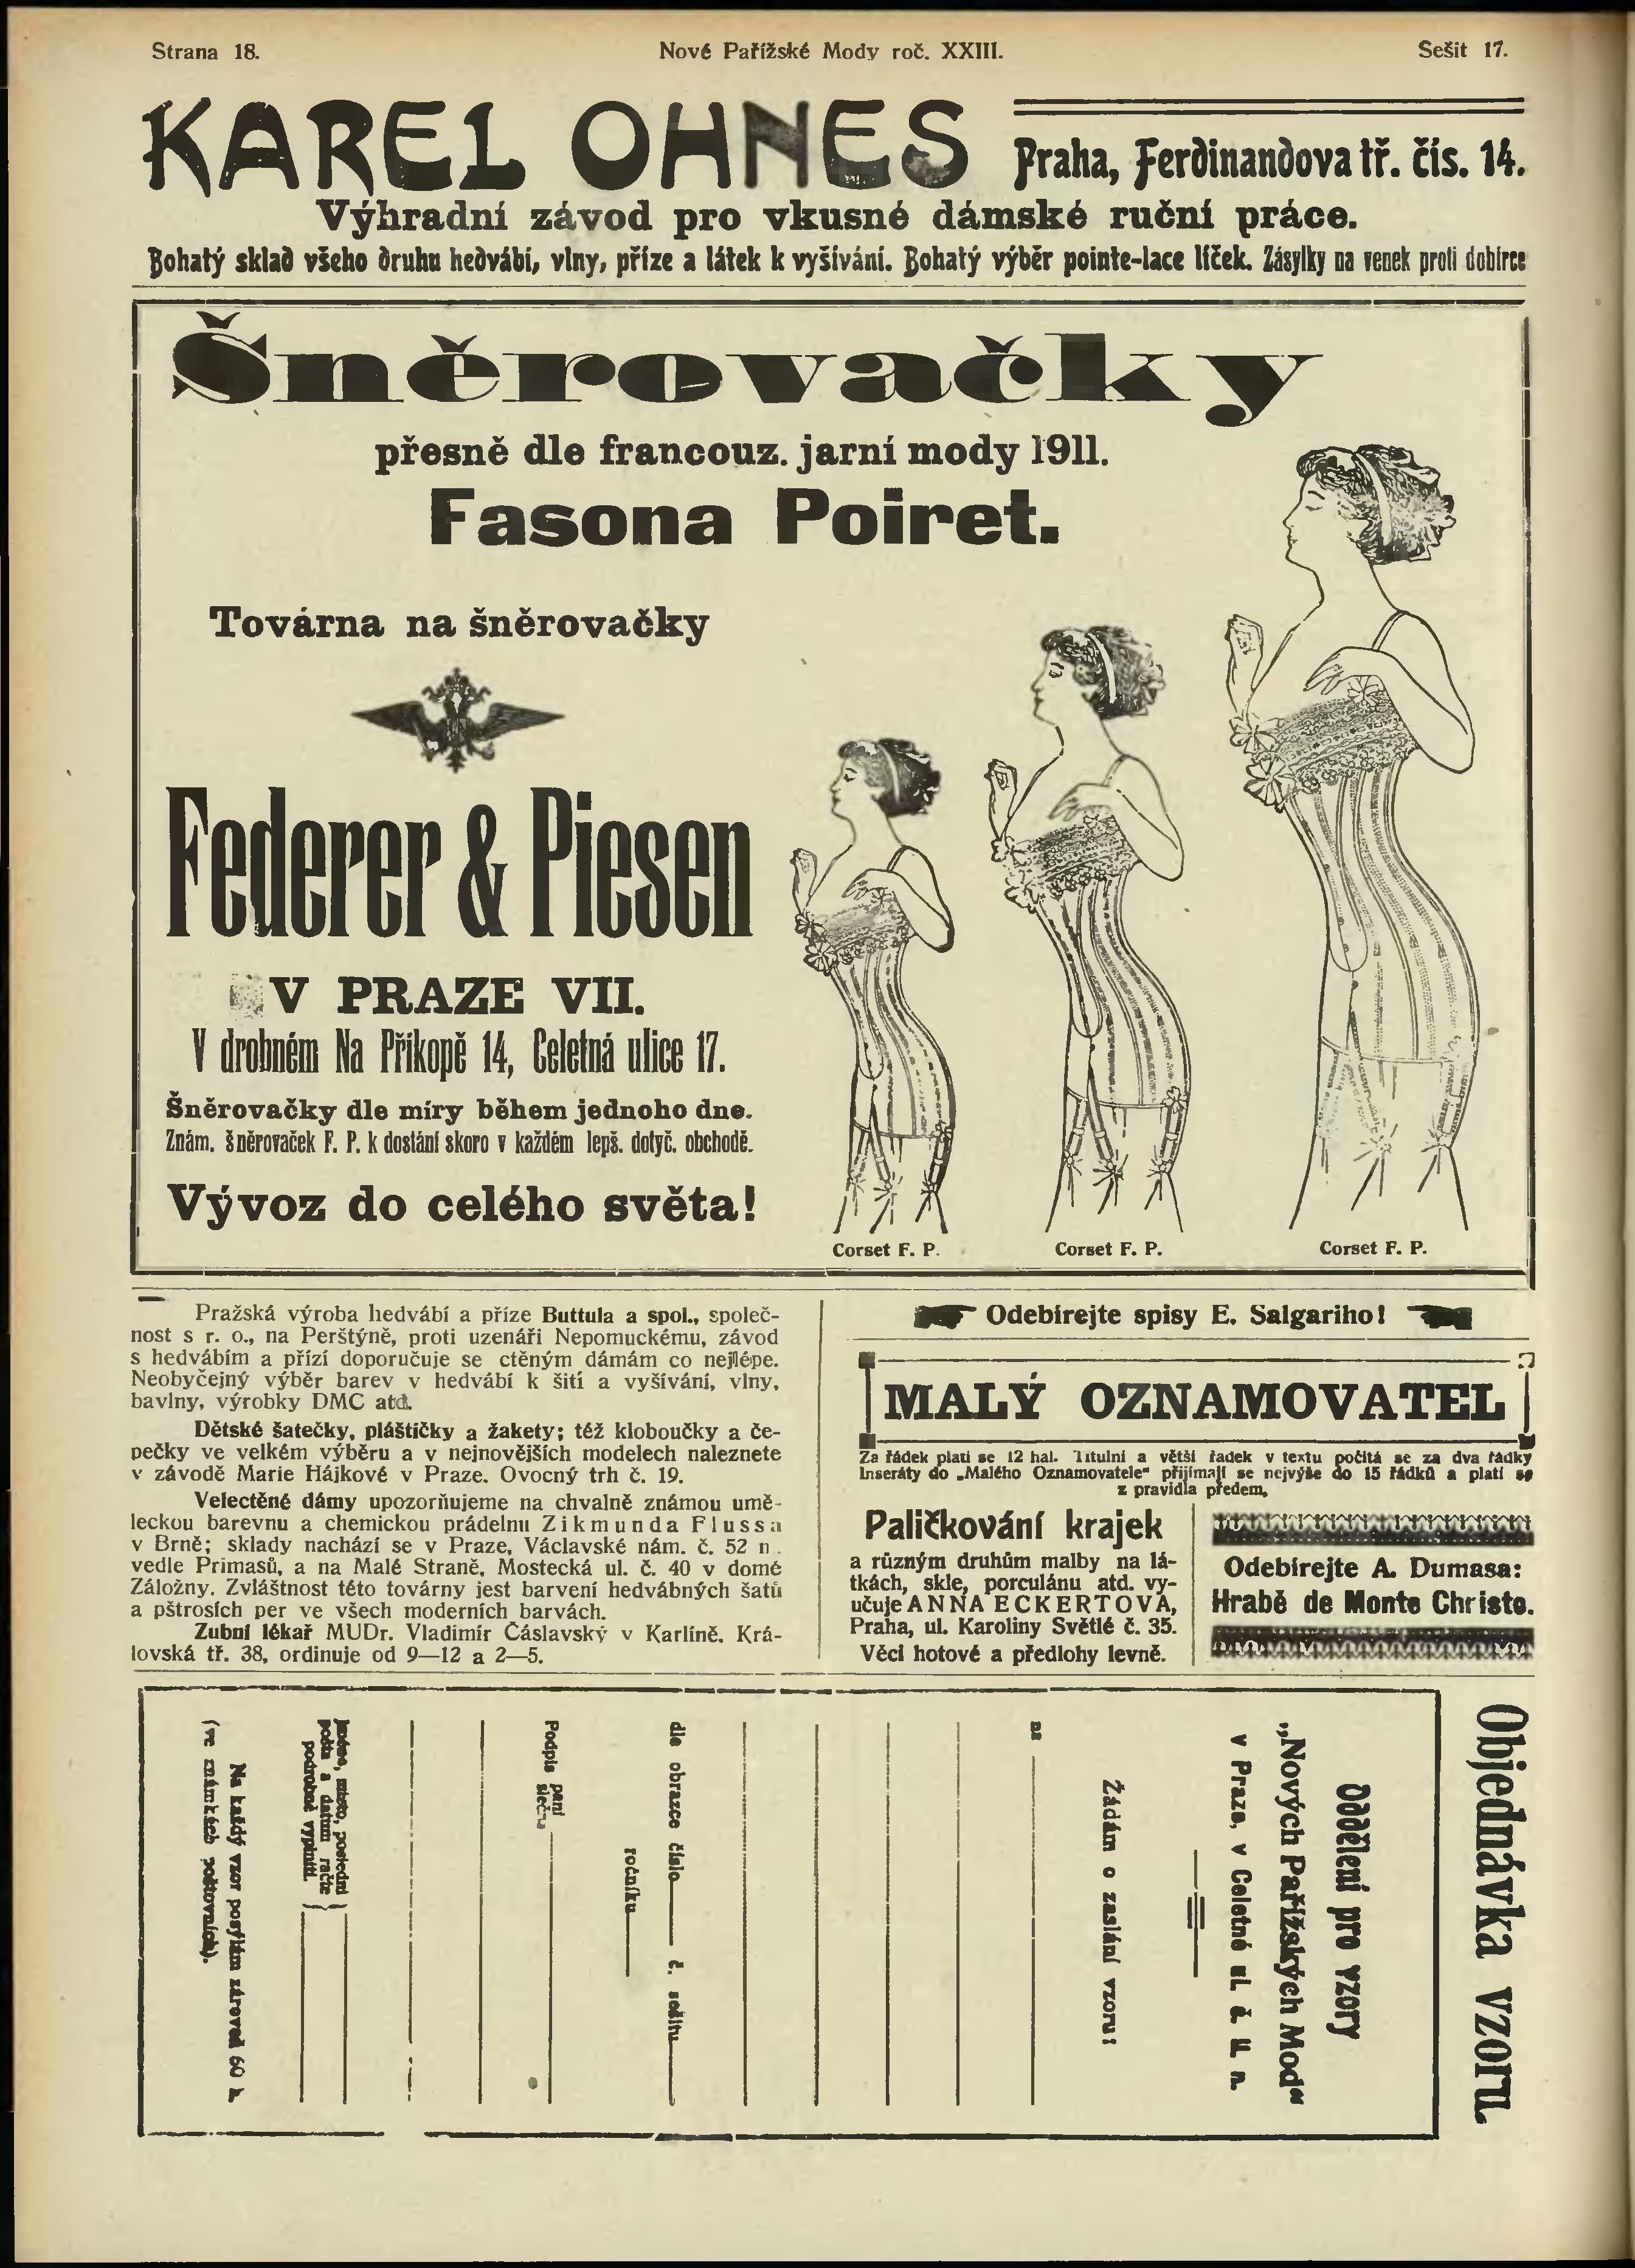 Strana 18.
Nové Pařížské Mody roč. XXIII.
Sešit 17.
KAREL OHNES
Praha, Ferdinandova tř. čís. 14.
Výhradní závod pro vkusné dámské ruční práce.
Bohatý sklad všeho druhu hedvábí, vlny, příze a látek k vyšívání. Bohatý výběr pointe-lace líček. Zásylky na venek proti dobírce
Šněrovačky
přesně dle francouz. jarní mody 1911.
Fasona Poiret.
Továrna na šněrovačky
Federer & Piesen
V PRAZE VII.
V drobném Na Příkopě 14, Celetná ulice 17.
Šněrovačky dle míry během jednoho dne.
Znám. šněrovaček F. P. k dostání skoro v každém lepš. dotyč. obchodě.
Vývoz do celého světa!
Corset F. P.
Corset F. P.
Corset F. P.
Pražská výroba hedvábí a příze Buttula a spol., společ-
nost s r. o., na Perštýně, proti uzenáři Nepomuckému, závod
s hedvábím a přízí doporučuje se ctěným dámám co nejlépe.
Neobyčejný výběr barev v hedvábí k šití a vyšívání, vlny,
bavlny, výrobky DMC atd.
Dětské šatečky, pláštičky a žakety; též kloboučky a če-
pečky ve velkém výběru a v nejnovějších modelech naleznete
v závodě Marie Hájkové v Praze. Ovocný trh č. 19.
Velectěné dámy upozorňujeme na chvalně známou umě-
leckou barevnu a chemickou prádelnu Zikmunda Flussa
v Brně; sklady nachází se v Praze, Václavské nám. č. 52 n.
vedle Primasů, a na Malé Straně, Mostecká ul. č. 40 v domě
Záložny. Zvláštnost této továrny jest barvení hedvábných šatů
a pštrosích per ve všech moderních barvách.
Zubní lékař MUDr. Vladimír Čáslavský v Karlíně. Krá-
lovská tř. 38, ordinuje od 9—12 a 2—5.
Odebírejte spisy E. Salgariho!
MALÝ OZNAMOVATEL
Za řádek platí se 12 hal. Titulní a větší řadek v textu počítá se za dva řádky
Inseráty do „Malého Oznamovatele" přijímají se nejvýše do 15 řádků a platí se
z pravidla předem.
Paličkování krajek
a různým druhům malby na lá-
tkách, skle, porculánu atd. vy-
učuje ANNA ECKERTOVÁ,
Praha, ul. Karoliny Světlé č. 35.
Věci hotové a předlohy levně.
Odebírejte A. Dumasa:
Hrabě de Monte Christo.
Objednávka vzoru
Oddělení pro vzory
„Nových Pařížských Mod“
v Praze, v Celetné ul. č. 11 n.
Žádám o zaslání vzoru!
na
dle obrazce číslo č. sešitu
ročníku
Podpis paní
slečny
Jméno, místo, poslední
pošta a datum račte
podrobně vyplniti.
Na každý vzor posýlám zároveň 60 h
(ve známkách poštovních).